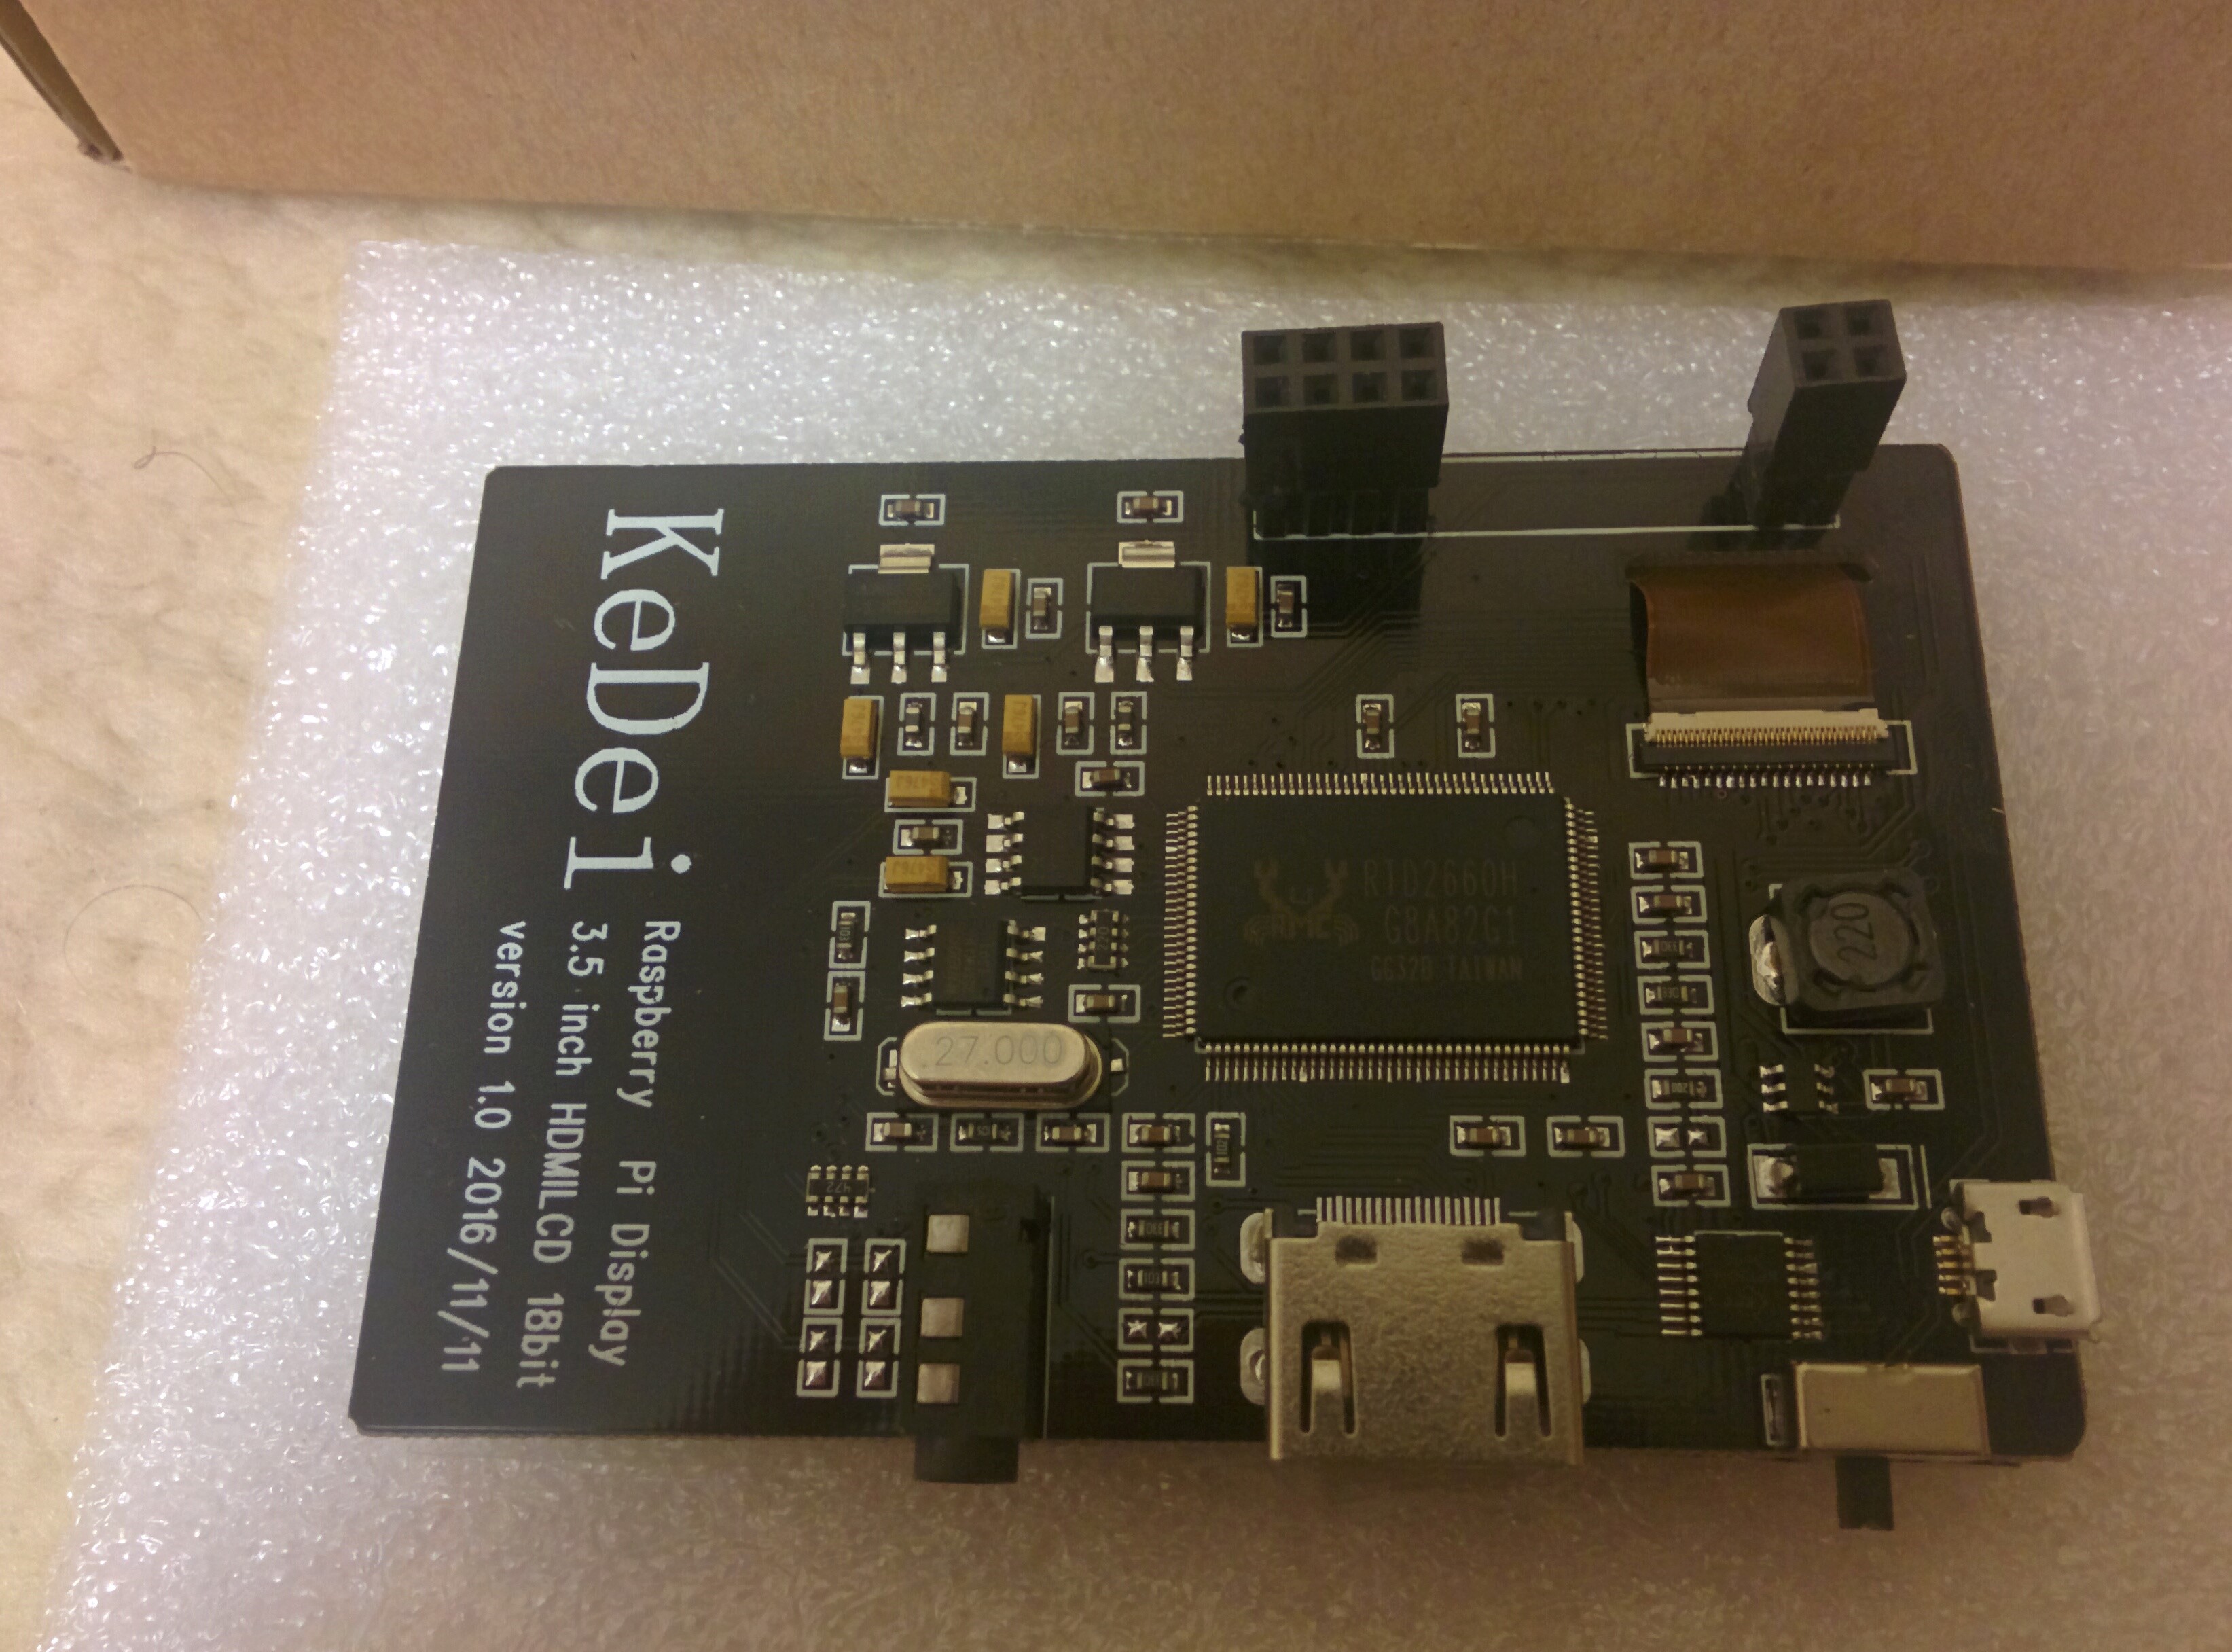 KeDei
Raspberry Pi Display
3.5 inch HDMILCD 18bit
version 1.0 2016/11/11
RTD2660H
G8A82G1
GG32B TAIWAN
27.000
220